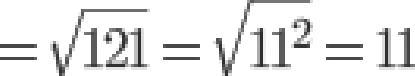 =√121 = √11² = 11